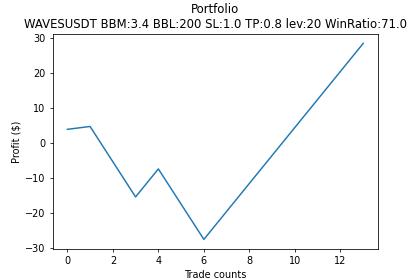 Portfolio
WAVESUSDT BBM:3.4 BBL:200 SL:1.0 TP:0.8 lev:20 WinRatio:71.0
30
20
10
0
−10
−20
−30
Profit ($)
0 2 4 6 8 10 12
Trade counts